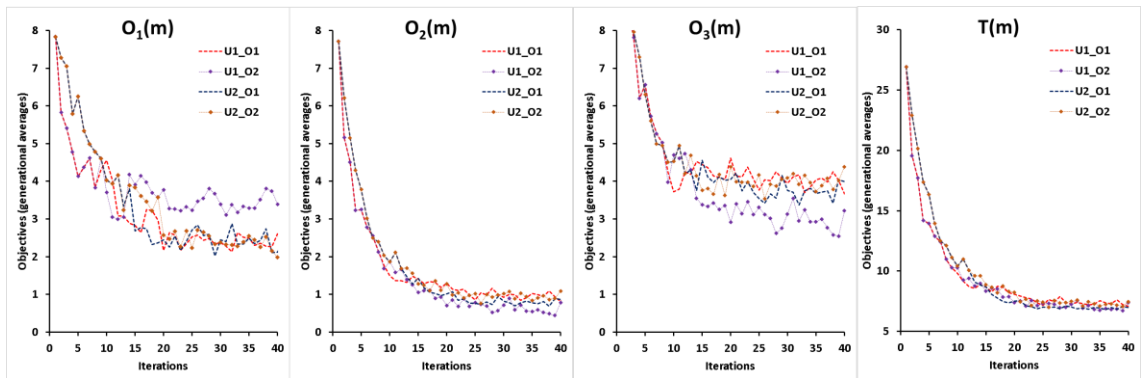 O₁(m)
Objectives (generational averages)
8
7
6
5
4
3
2
1
0
0 5 10 15 20 25 30 35 40
Iterations
U1_O1
U1_O2
U2_O1
U2_O2
O₂(m)
Objectives (generational averages)
8
7
6
5
4
3
2
1
0
0 5 10 15 20 25 30 35 40
Iterations
U1_O1
U1_O2
U2_O1
U2_O2
O₃(m)
Objectives (generational averages)
8
7
6
5
4
3
2
1
0
0 5 10 15 20 25 30 35 40
Iterations
U1_O1
U1_O2
U2_O1
U2_O2
T(m)
Objectives (generational averages)
30
25
20
15
10
5
0 5 10 15 20 25 30 35 40
Iterations
U1_O1
U1_O2
U2_O1
U2_O2